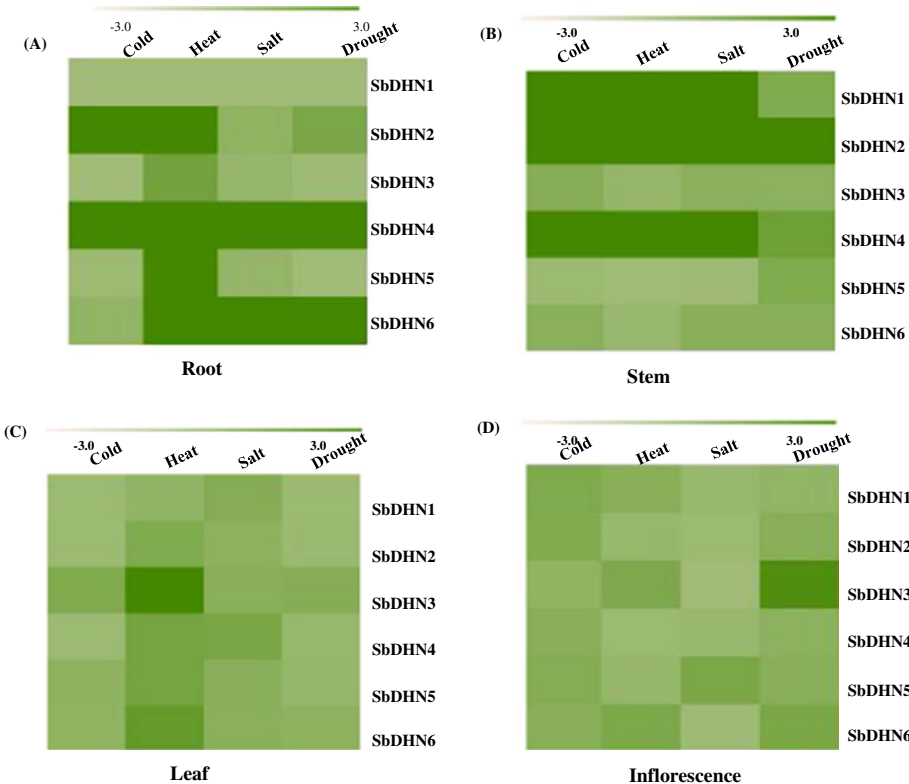 -3.0 3.0
(A) Cold Heat Salt Drought
SbDHN1
SbDHN2
SbDHN3
SbDHN4
SbDHN5
SbDHN6
Root
(B) -3.0 3.0
Cold Heat Salt Drought
SbDHN1
SbDHN2
SbDHN3
SbDHN4
SbDHN5
SbDHN6
Stem
(C) -3.0 3.0
Cold Heat Salt Drought
SbDHN1
SbDHN2
SbDHN3
SbDHN4
SbDHN5
SbDHN6
Leaf
(D) -3.0 3.0
Cold Heat Salt Drought
SbDHN1
SbDHN2
SbDHN3
SbDHN4
SbDHN5
SbDHN6
Inflorescence